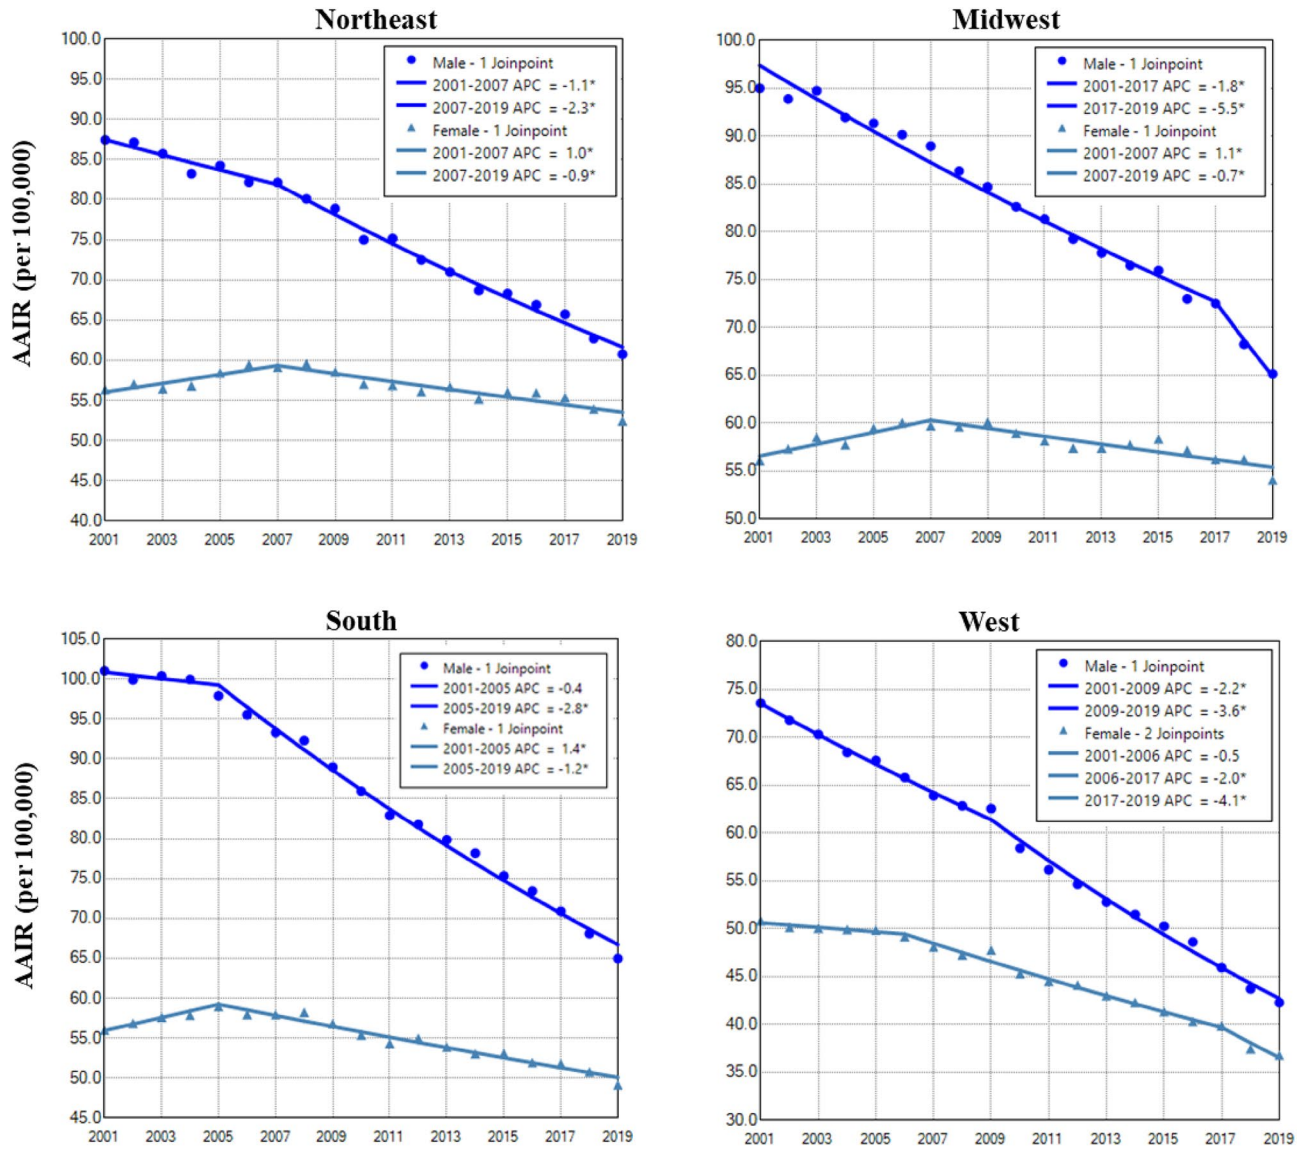 Northeast
100.0
95.0
90.0
85.0
80.0
75.0
70.0
65.0
60.0
55.0
50.0
45.0
40.0
AAIR (per 100,000)
Male - 1 Joinpoint
2001-2007 APC = -1.1*
2007-2019 APC = -2.3*
Female - 1 Joinpoint
2001-2007 APC = 1.0*
2007-2019 APC = -0.9*
2001 2003 2005 2007 2009 2011 2013 2015 2017 2019
Midwest
100.0
95.0
90.0
85.0
80.0
75.0
70.0
65.0
60.0
55.0
50.0
Male - 1 Joinpoint
2001-2017 APC = -1.8*
2017-2019 APC = -5.5*
Female - 1 Joinpoint
2001-2007 APC = 1.1*
2007-2019 APC = -0.7*
2001 2003 2005 2007 2009 2011 2013 2015 2017 2019
South
105.0
100.0
95.0
90.0
85.0
80.0
75.0
70.0
65.0
60.0
55.0
50.0
45.0
AAIR (per 100,000)
Male - 1 Joinpoint
2001-2005 APC = -0.4
2005-2019 APC = -2.8*
Female - 1 Joinpoint
2001-2005 APC 1.4*
2005-2019 APC = -1.2*
2001 2003 2005 2007 2009 2011 2013 2015 2017 2019
West
80.0
75.0
70.0
65.0
60.0
55.0
50.0
45.0
40.0
35.0
30.0
Male - 1 Joinpoint
2001-2009 APC = -2.2*
2009-2019 APC = -3.6*
Female - 2 Joinpoints
2001-2006 APC = -0.5
2006-2017 APC = -2.0*
2017-2019 APC = -4.1*
2001 2003 2005 2007 2009 2011 2013 2015 2017 2019